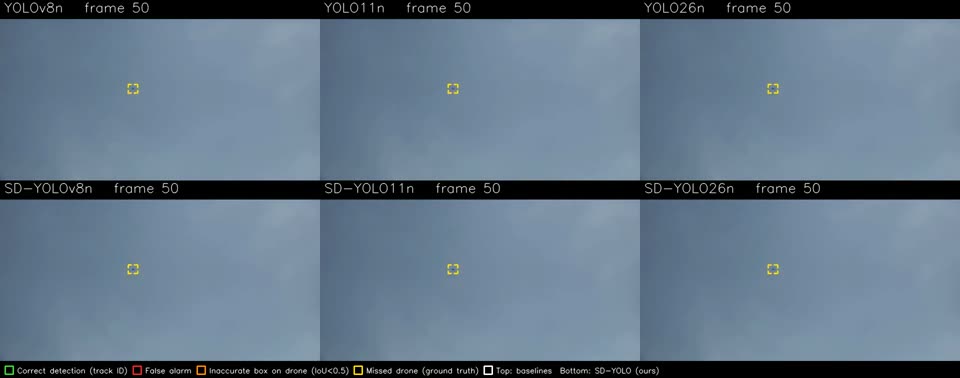 YOLOv8n frame 50
YOLO11n frame 50
YOLO26n frame 50
SD-YOLOv8n frame 50
SD-YOLO11n frame 50
SD-YOLO26n frame 50
Correct detection (track ID) False alarm Inaccurate box on drone (IoU<0.5) Missed drone (ground truth) Top: baselines Bottom: SD-YOLO (ours)